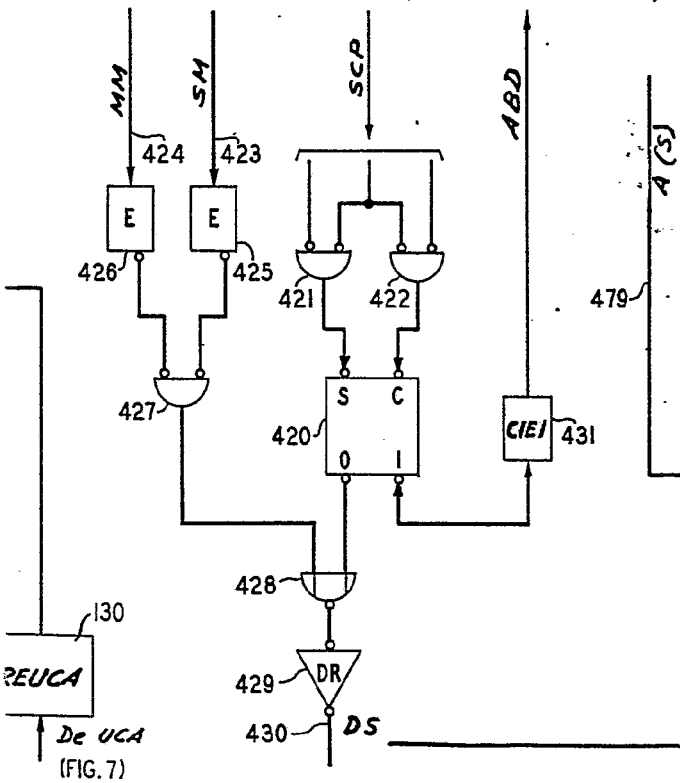 MM
SM
SCP
ABD
A (S)
424
423
E
E
426
425
421
422
479
427
S C
420
0 1
CIEI
431
428
130
REUCA
DR
429
De UCA
430
DS
(FIG. 7)